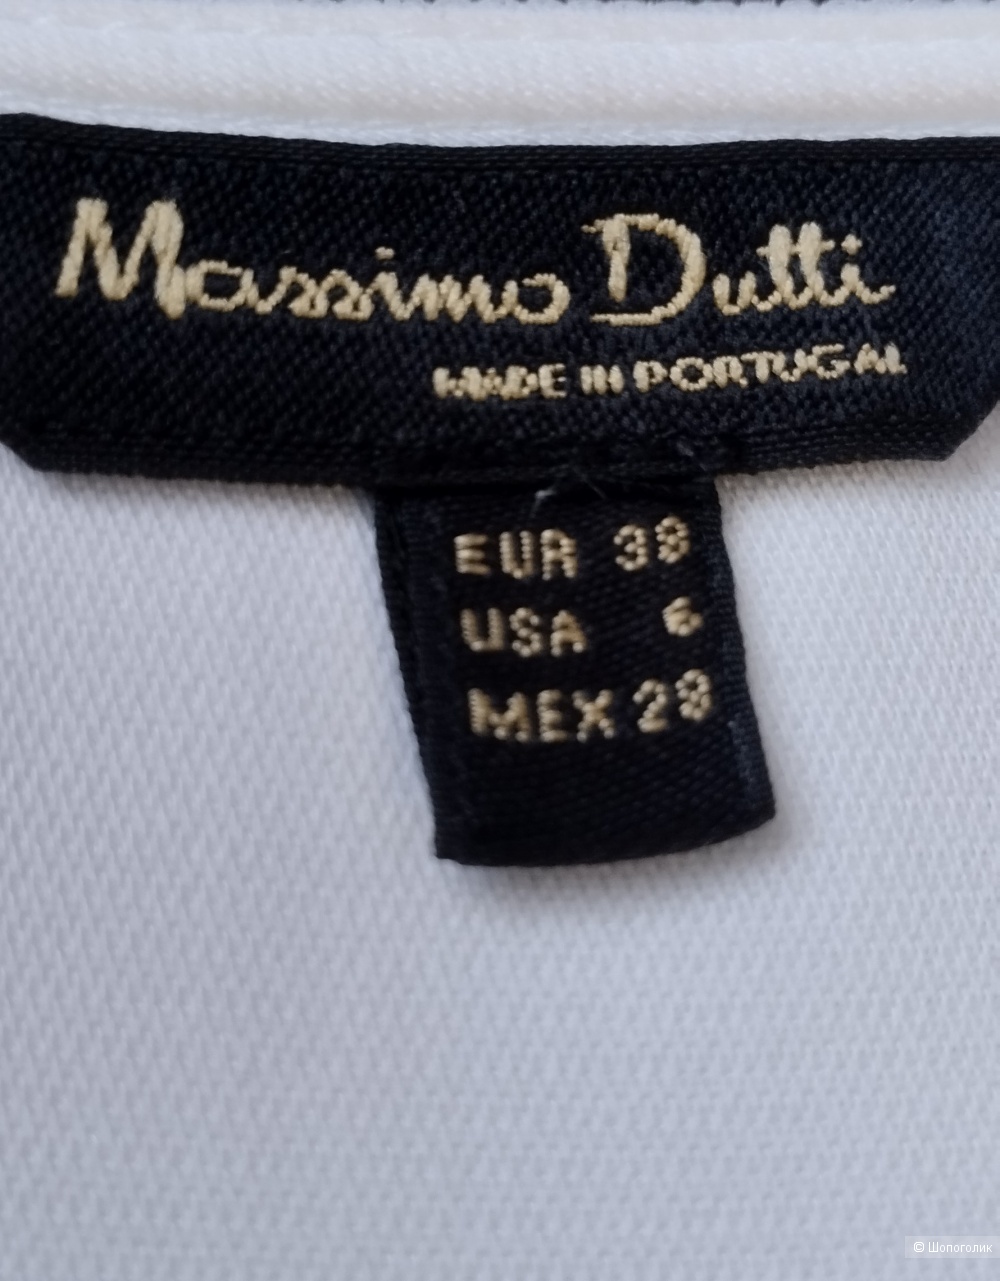 Massimo Dutti
MADE IN PORTUGAL
EUR 38
USA 6
MEX 28
© Шопоголик